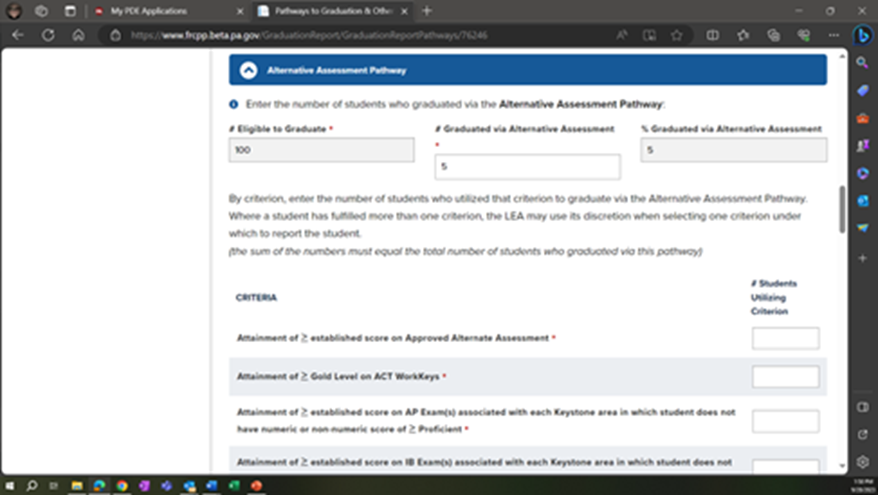 My PDE Applications
Pathways to Graduation & Othe
https://www.frcpp.beta.pa.gov/GraduationReport/GraduationReportPathways/76246
Alternative Assessment Pathway
Enter the number of students who graduated via the Alternative Assessment Pathway:
# Eligible to Graduate *
# Graduated via Alternative Assessment
*
% Graduated via Alternative Assessment
100
5
5
By criterion, enter the number of students who utilized that criterion to graduate via the Alternative Assessment Pathway.
Where a student has fulfilled more than one criterion, the LEA may use its discretion when selecting one criterion under
which to report the student.
(the sum of the numbers must equal the total number of students who graduated via this pathway)
CRITERIA
# Students
Utilizing
Criterion
Attainment of ≥ established score on Approved Alternate Assessment *
Attainment of ≥ Gold Level on ACT WorkKeys *
Attainment of ≥ established score on AP Exam(s) associated with each Keystone area in which student does not
have numeric or non-numeric score of ≥ Proficient *
Attainment of ≥ established score on IB Exam(s) associated with each Keystone area in which student does not